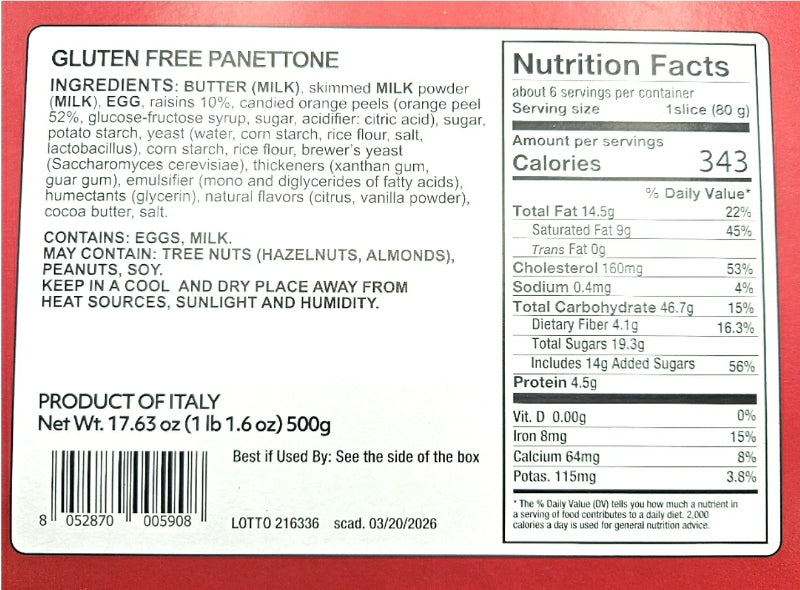 GLUTEN FREE PANETTONE
INGREDIENTS: BUTTER (MILK), skimmed MILK powder
(MILK), EGG, raisins 10%, candied orange peels (orange peel
52%, glucose-fructose syrup, sugar, acidifier: citric acid), sugar,
potato starch, yeast (water, corn starch, rice flour, salt,
lactobacillus), corn starch, rice flour, brewer's yeast
(Saccharomyces cerevisiae), thickeners (xanthan gum,
guar gum), emulsifier (mono and diglycerides of fatty acids),
humectants (glycerin), natural flavors (citrus, vanilla powder),
cocoa butter, salt.
CONTAINS: EGGS, MILK.
MAY CONTAIN: TREE NUTS (HAZELNUTS, ALMONDS),
PEANUTS, SOY.
KEEP IN A COOL AND DRY PLACE AWAY FROM
HEAT SOURCES, SUNLIGHT AND HUMIDITY.
PRODUCT OF ITALY
Net Wt. 17.63 oz (1 lb 1.6 oz) 500g
Best if Used By: See the side of the box
8 052870 005908
LOTTO 216336 scad. 03/20/2026
Nutrition Facts
about 6 servings per container
Serving size 1slice (80 g)
Amount per servings
Calories 343
% Daily Value*
Total Fat 14.5g 22%
Saturated Fat 9g 45%
Trans Fat 0g
Cholesterol 160mg 53%
Sodium 0.4mg 4%
Total Carbohydrate 46.7g 15%
Dietary Fiber 4.1g 16.3%
Total Sugars 19.3g
Includes 14g Added Sugars 56%
Protein 4.5g
Vit. D 0.00g 0%
Iron 8mg 15%
Calcium 64mg 8%
Potas. 115mg 3.8%
* The % Daily Value (DV) tells you how much a nutrient in
a serving of food contributes to a daily diet. 2,000
calories a day is used for general nutrition advice.